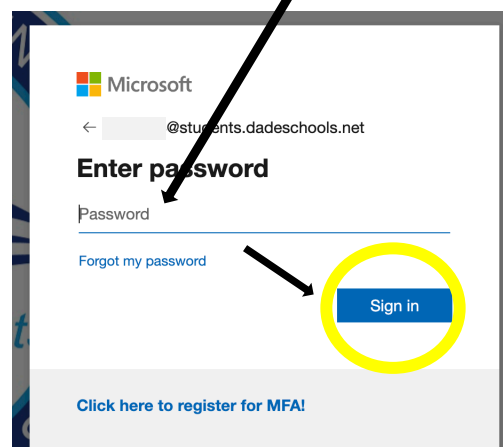 Microsoft
@students.dadeschools.net
Enter password
Password
Forgot my password
Sign in
Click here to register for MFA!